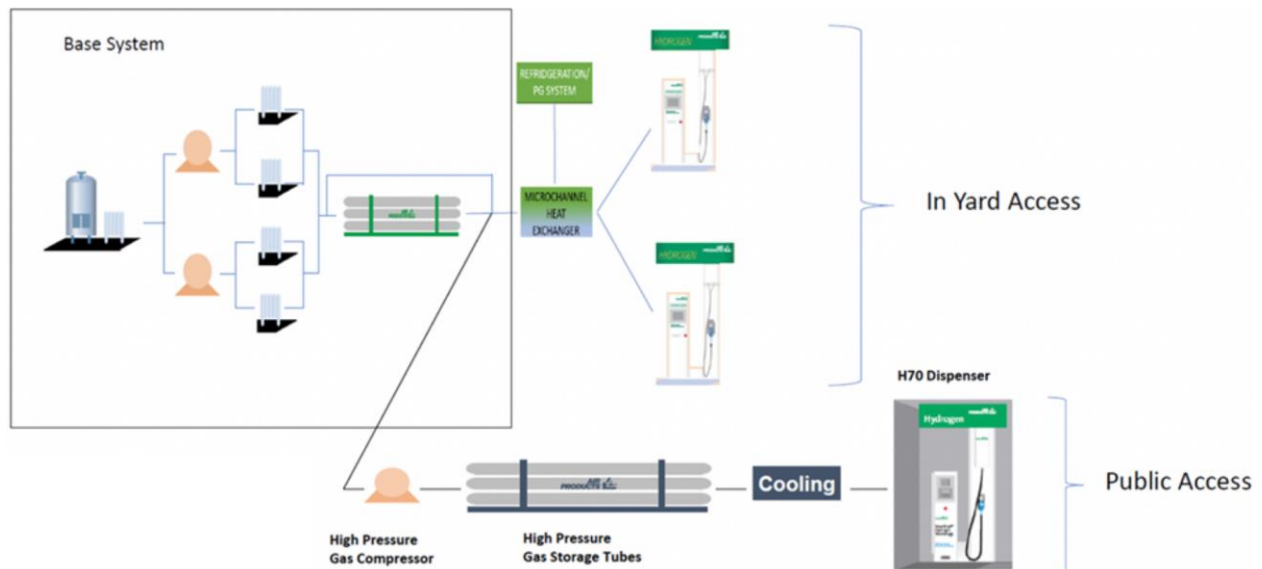 Base System
REFRIDGERATION/
PG SYSTEM
MICROCHANNEL
HEAT
EXCHANGER
HYDROGEN
HYDROGEN
In Yard Access
H70 Dispenser
Hydrogen
PRODUCTS
Cooling
Public Access
High Pressure
Gas Compressor
High Pressure
Gas Storage Tubes